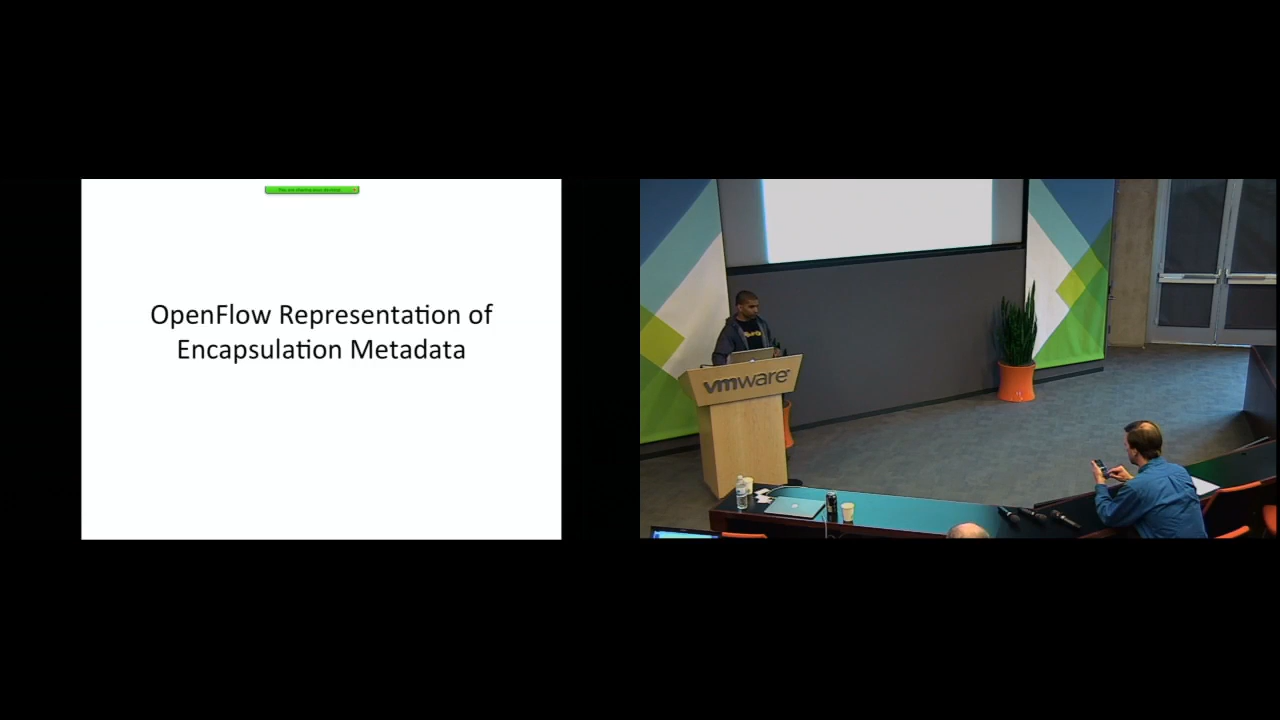 OpenFlow Representation of
Encapsulation Metadata
vmware